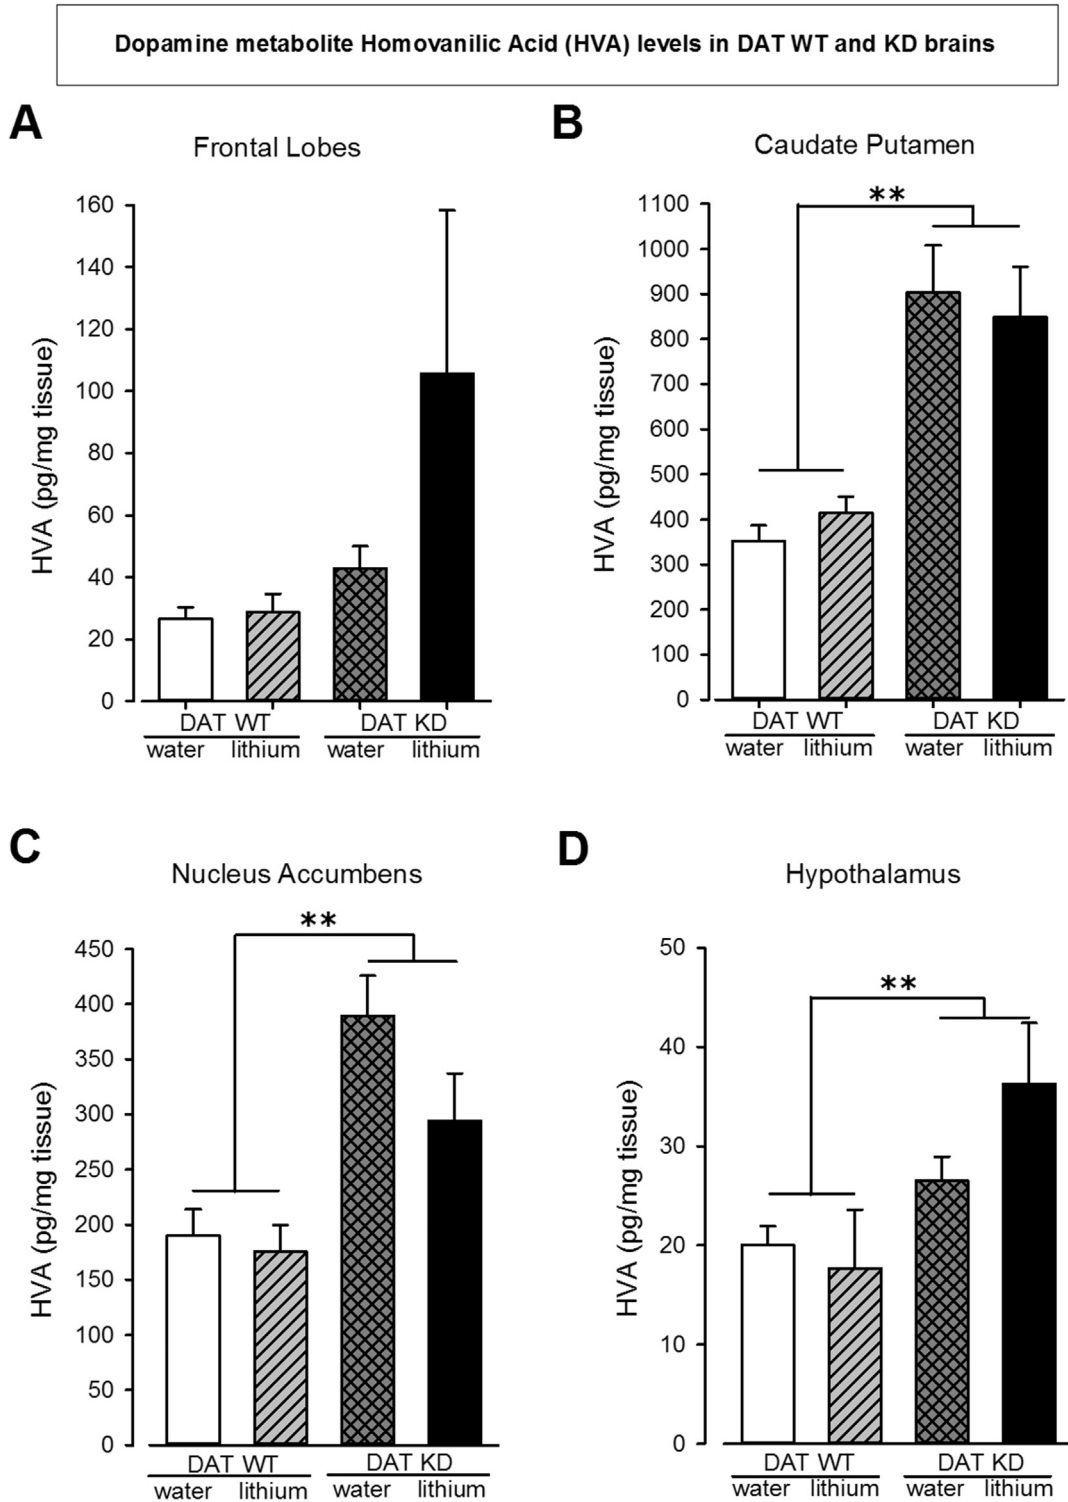 Dopamine metabolite Homovanilic Acid (HVA) levels in DAT WT and KD brains
A
Frontal Lobes
HVA (pg/mg tissue)
160
140
120
100
80
60
40
20
0
DAT WT DAT KD
water lithium water lithium
B
Caudate Putamen
**
HVA (pg/mg tissue)
1100
1000
900
800
700
600
500
400
300
200
100
0
DAT WT DAT KD
water lithium water lithium
C
Nucleus Accumbens
**
HVA (pg/mg tissue)
450
400
350
300
250
200
150
100
50
0
DAT WT DAT KD
water lithium water lithium
D
Hypothalamus
**
HVA (pg/mg tissue)
50
40
30
20
10
0
DAT WT DAT KD
water lithium water lithium